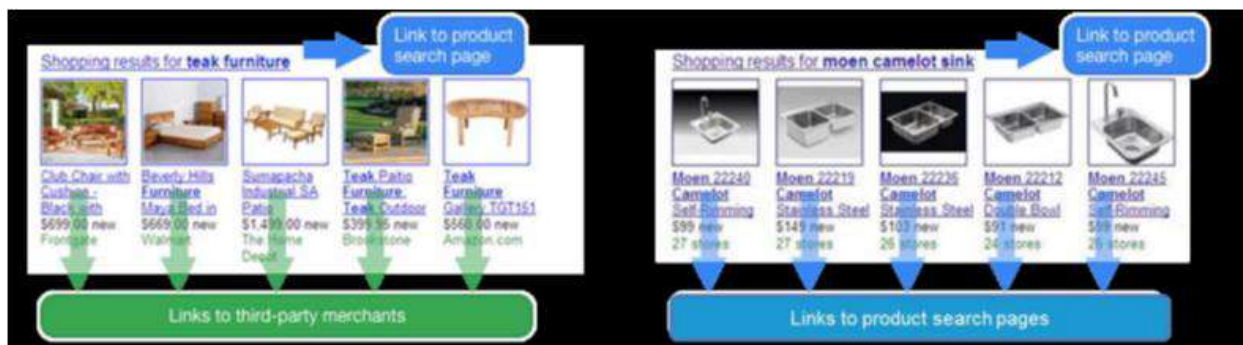 Link to product
search page
Shopping results for teak furniture
Club Chair with
Cushion -
Black with
$699.00 new
Frontgate
Beverly Hills
Furniture
Maya Bed in
$669.00 new
Walmart
Sumapacha
Industrial SA
Patio
$1,499.00 new
The Home
Depot
Teak Patio
Furniture,
Teak Outdoor
$399.95 new
Brookstone
Teak
Furniture
Gallery TGT151
$560.00 new
Amazon.com
Links to third-party merchants
Link to product
search page
Shopping results for moen camelot sink
Moen 22240
Camelot
Self-Rimming
$99 new
27 stores
Moen 22219
Camelot
Stainless Steel
$149 new
27 stores
Moen 22236
Camelot
Stainless Steel
$103 new
26 stores
Moen 22212
Camelot
Double Bowl
$91 new
24 stores
Moen 22245
Camelot
Self-Rimming
new
stores
Links to product search pages